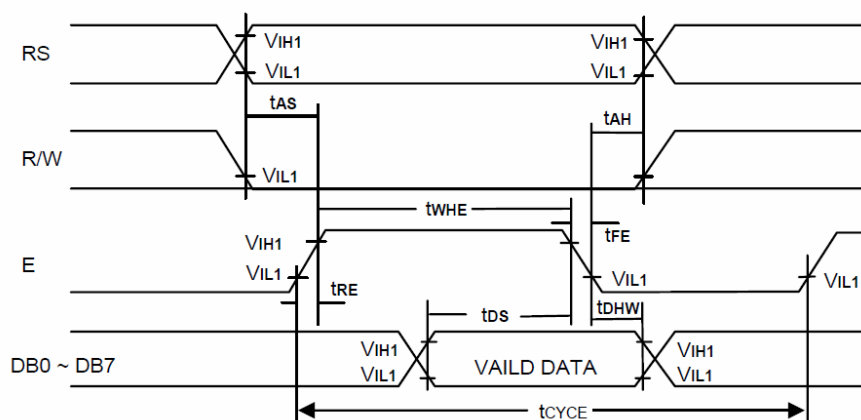 RS
VIH1
VIH1
VIL1
VIL1
tAS
tAH
R/W
VIL1
tWHE
tFE
VIH1
E
VIL1
VIL1
VIL1
tRE
tDS
tDHW
DB0 ~ DB7
VIH1
VAILD DATA
VIH1
VIL1
VIL1
tCYCE